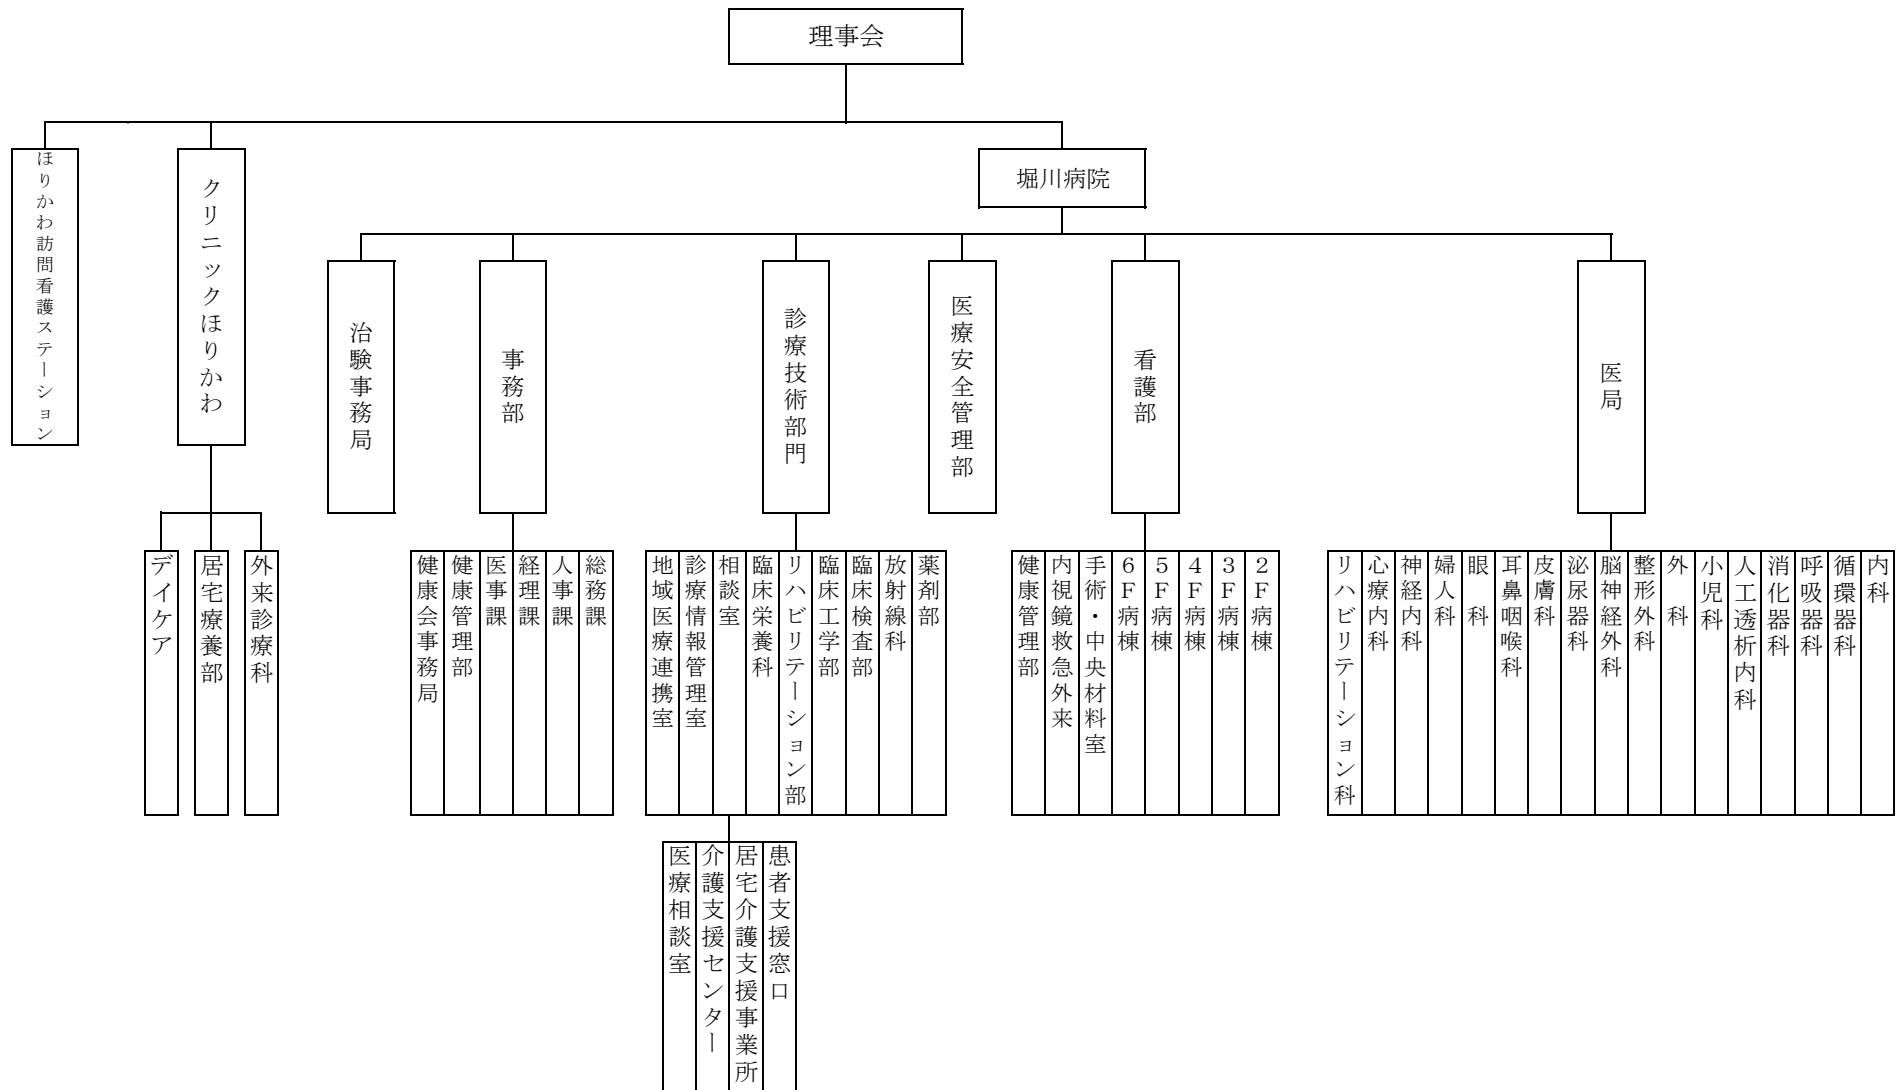 理事会
ほりかわ訪問看護ステーション
クリニックほりかわ
堀川病院
治験事務局
事務部
診療技術部門
医療安全管理部
看護部
医局
デイケア
居宅療養部
外来診療科
健康会事務局
健康管理部
医事課
経理課
人事課
総務課
地域医療連携室
診療情報管理室
相談室
臨床栄養科
リハビリテーション部
臨床工学部
臨床検査部
放射線科
薬剤部
健康管理部
内視鏡救急外来
手術・中央材料室
6F病棟
5F病棟
4F病棟
3F病棟
2F病棟
リハビリテーション科
心療内科
神経内科
婦人科
眼　科
耳鼻咽喉科
皮膚科
泌尿器科
脳神経外科
整形外科
外　科
小児科
人工透析内科
消化器科
呼吸器科
循環器科
内科
医療相談室
介護支援センター
居宅介護支援事業所
患者支援窓口